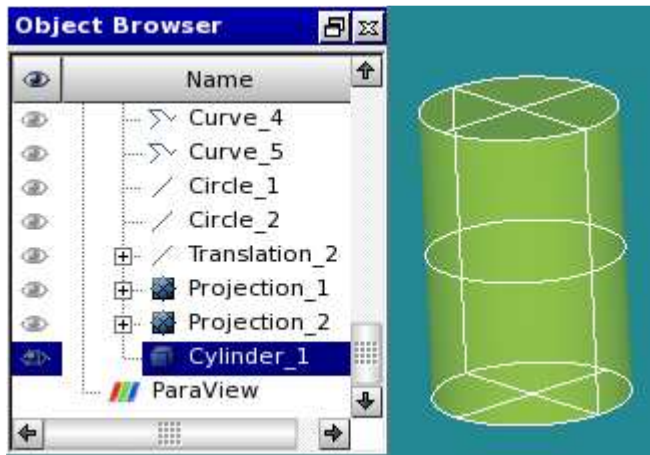 Object Browser
Name
Curve_4
Curve_5
Circle_1
Circle_2
Translation_2
Projection_1
Projection_2
Cylinder_1
ParaView